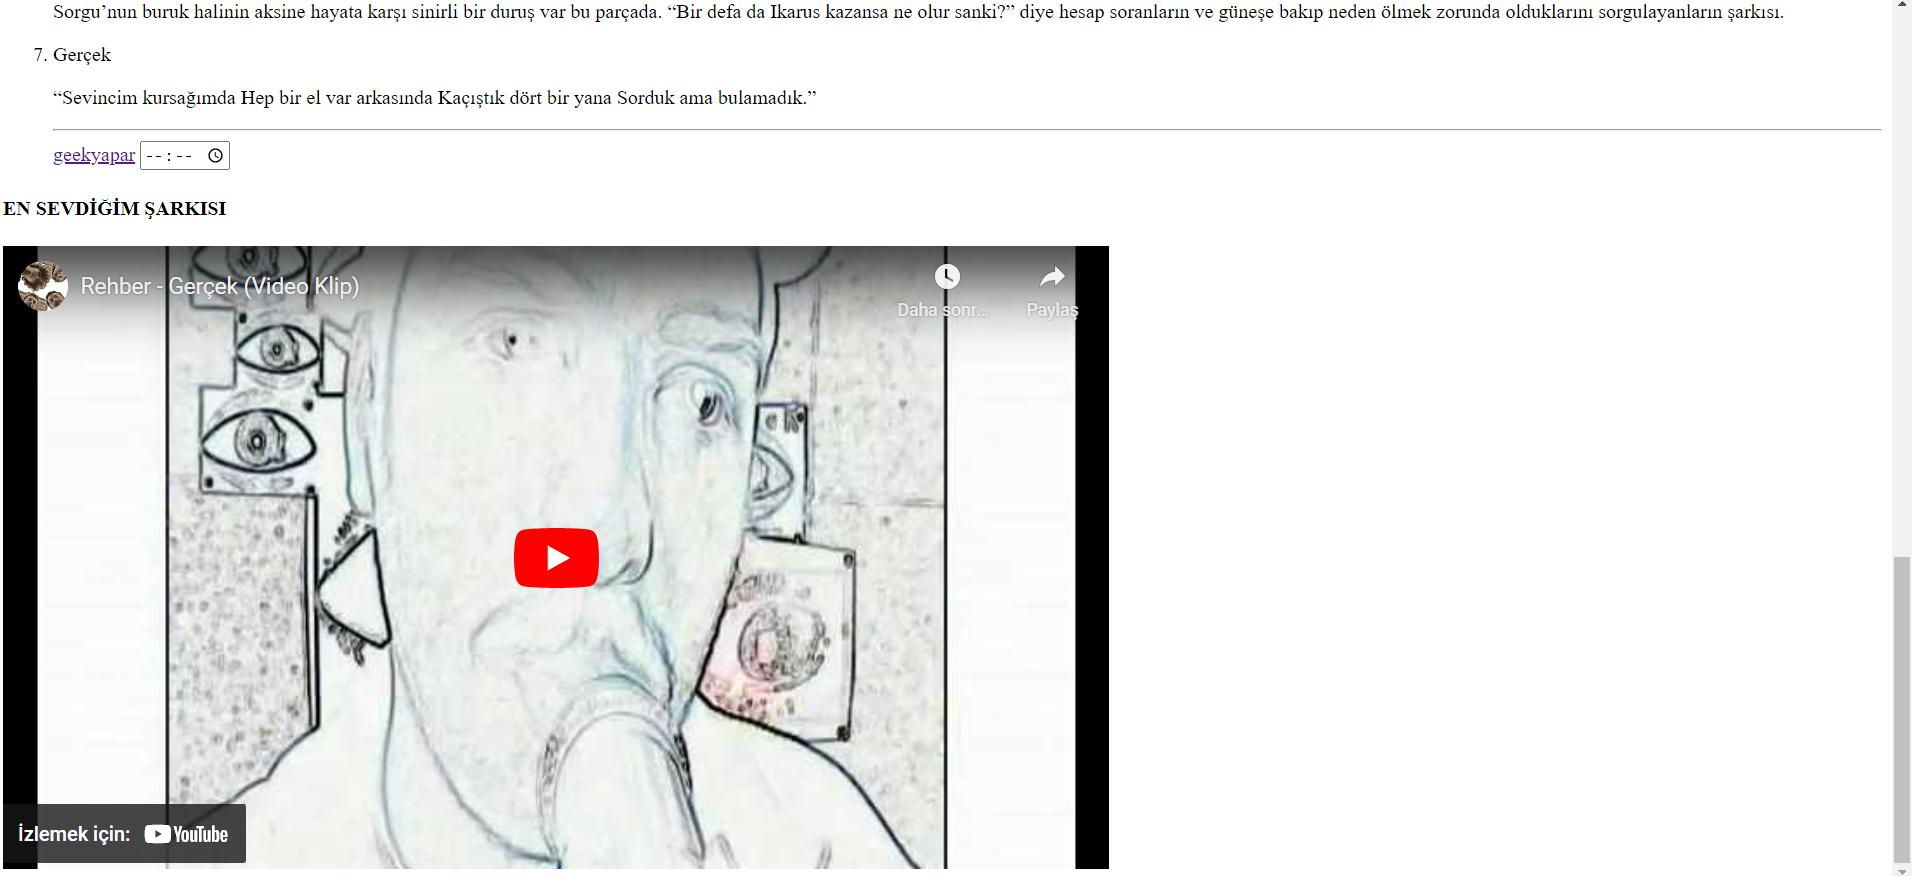 Sorgu’nun buruk halinin aksine hayata karşı sinirli bir duruş var bu parçada. “Bir defa da Ikarus kazansa ne olur sanki?” diye hesap soranların ve güneşe bakıp neden ölmek zorunda olduklarını sorgulayanların şarkısı.
7. Gerçek
“Sevincim kursağımda Hep bir el var arkasında Kaçıştık dört bir yana Sorduk ama bulamadık.”
geekyapar --:--
EN SEVDİĞİM ŞARKISI
Rehber - Gerçek (Video Klip)
Daha sonr... Paylaş
İzlemek için: YouTube